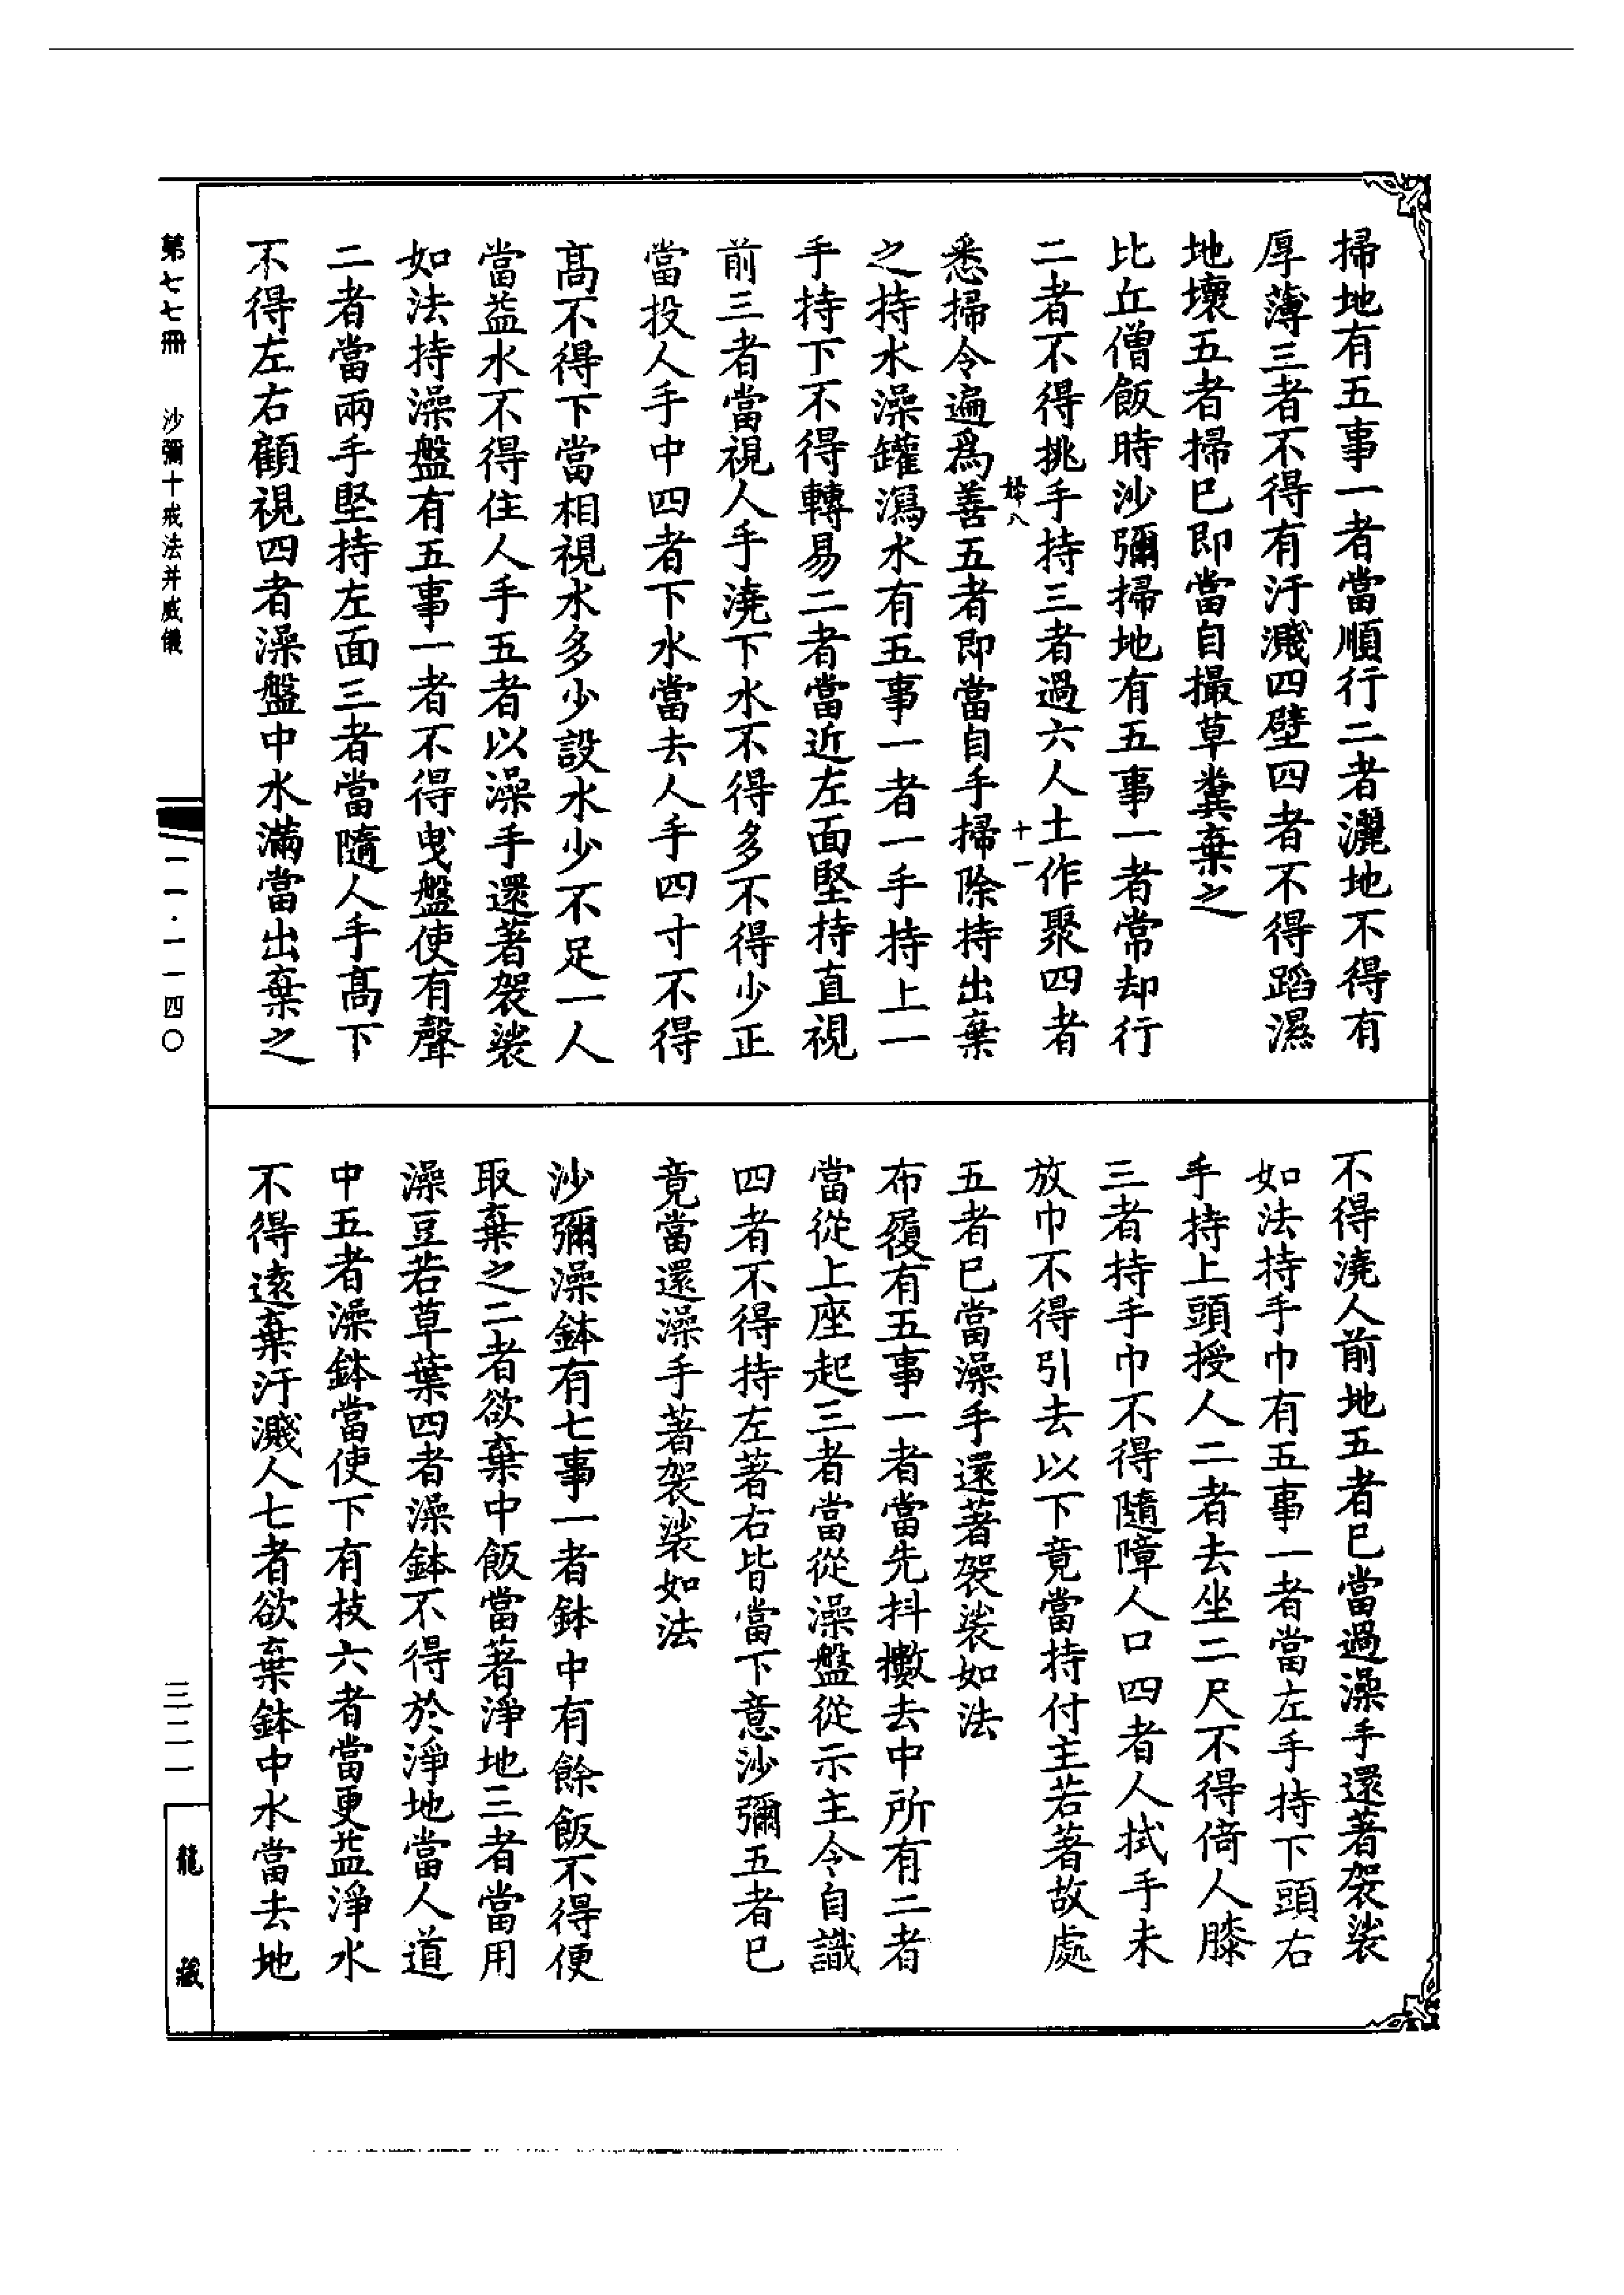 掃地有五事一者當順行二者灑地不得有
厚薄三者不得有汙濺四壁四者不得蹈濕
地壞五者掃已即當自撮草糞棄之
比丘僧飯時沙彌掃地有五事一者常却行
二者不得挑手持三者過六人土作聚四者
婦八
十一
悉掃令遍爲善五者即當自手掃除持出棄
之持水澡罐瀉水有五事一者一手持上一
手持下不得轉易二者當近左面堅持直視
前三者當視人手澆下水不得多不得少正
當投人手中四者下水當去人手四寸不得
高不得下當相視水多少設水少不足一人
當益水不得住人手五者以澡手還著袈裟
如法持澡盤有五事一者不得曳盤使有聲
二者當兩手堅持左面三者當隨人手高下
不得左右顧視四者澡盤中水滿當出棄之
不得澆人前地五者已當過澡手還著袈裟
如法持手巾有五事一者當左手持下頭右
手持上頭授人二者去坐二尺不得倚人膝
三者持手巾不得隨障人口四者人拭手未
放巾不得引去以下竟當持付主若著故處
五者已當澡手還著袈裟如法
布履有五事一者當先抖擻去中所有二者
當從上座起三者當從澡盤從示主令自識
四者不得持左著右皆當下意沙彌五者已
竟當還澡手著袈裟如法
沙彌澡鉢有七事一者鉢中有餘飯不得便
取棄之二者欲棄中飯當著淨地三者當用
澡豆若草葉四者澡鉢不得於淨地當人道
中五者澡鉢當使下有枝六者當更益淨水
不得遠棄汙濺人七者欲棄鉢中水當去地
第七七冊
沙彌十戒法并威儀
一一·一一四〇
三二一
龍藏